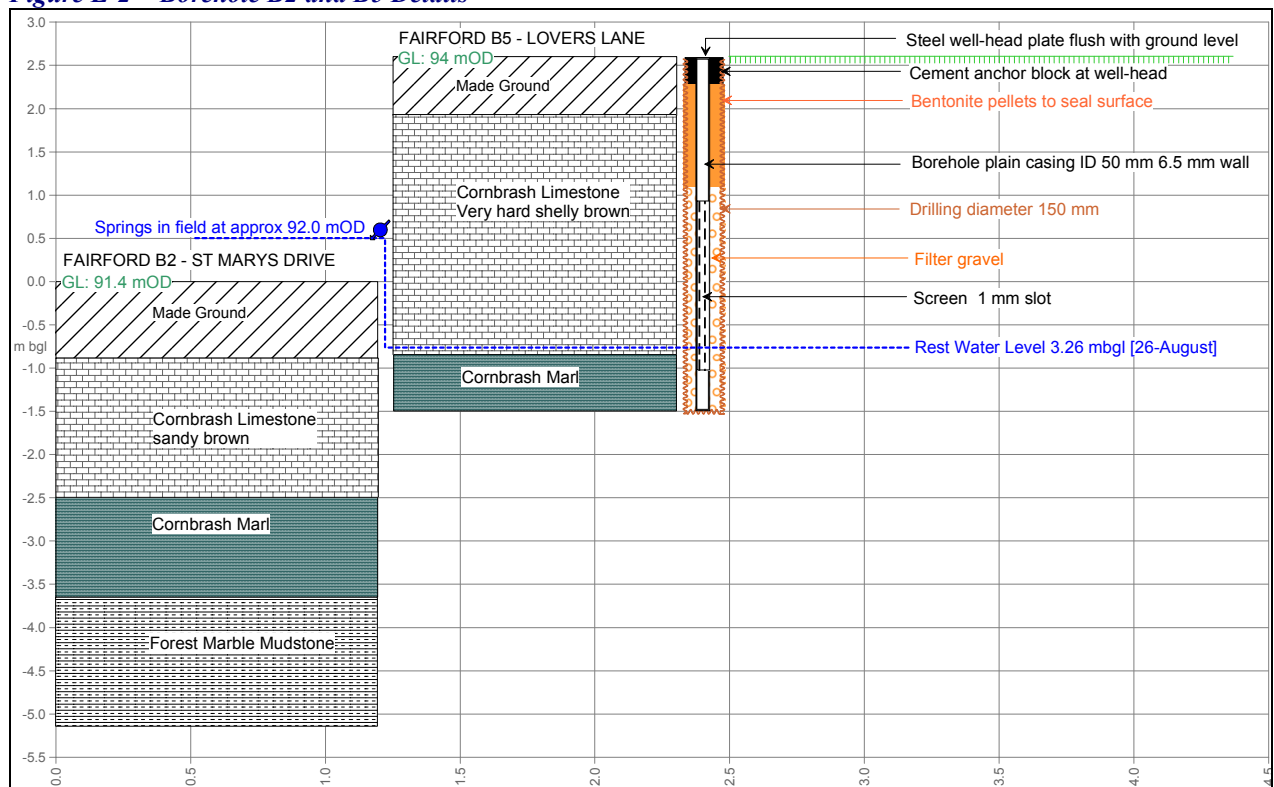 Figure E-2 Borehole B2 and B5 Details
3.0
2.5
2.0
1.5
1.0
0.5
0.0
-0.5
m bgl
-1.0
-1.5
-2.0
-2.5
-3.0
-3.5
-4.0
-4.5
-5.0
-5.5
FAIRFORD B5 - LOVERS LANE
GL: 94 mOD
Made Ground
Cornbrash Limestone
Very hard shelly brown
Cornbrash Marl
Springs in field at approx 92.0 mOD
FAIRFORD B2 - ST MARYS DRIVE
GL: 91.4 mOD
Made Ground
Cornbrash Limestone
sandy brown
Cornbrash Marl
Forest Marble Mudstone
Steel well-head plate flush with ground level
Cement anchor block at well-head
Bentonite pellets to seal surface
Borehole plain casing ID 50 mm 6.5 mm wall
Drilling diameter 150 mm
Filter gravel
Screen 1 mm slot
Rest Water Level 3.26 mbgl [26-August]
0.0
0.5
1.0
1.5
2.0
2.5
3.0
3.5
4.0
4.5